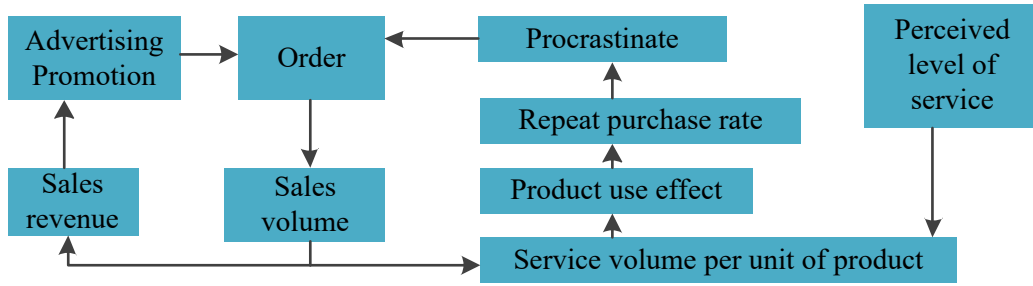 Advertising
Promotion
Order
Procrastinate
Perceived
level of
service
Repeat purchase rate
Sales
revenue
Sales
volume
Product use effect
Service volume per unit of product